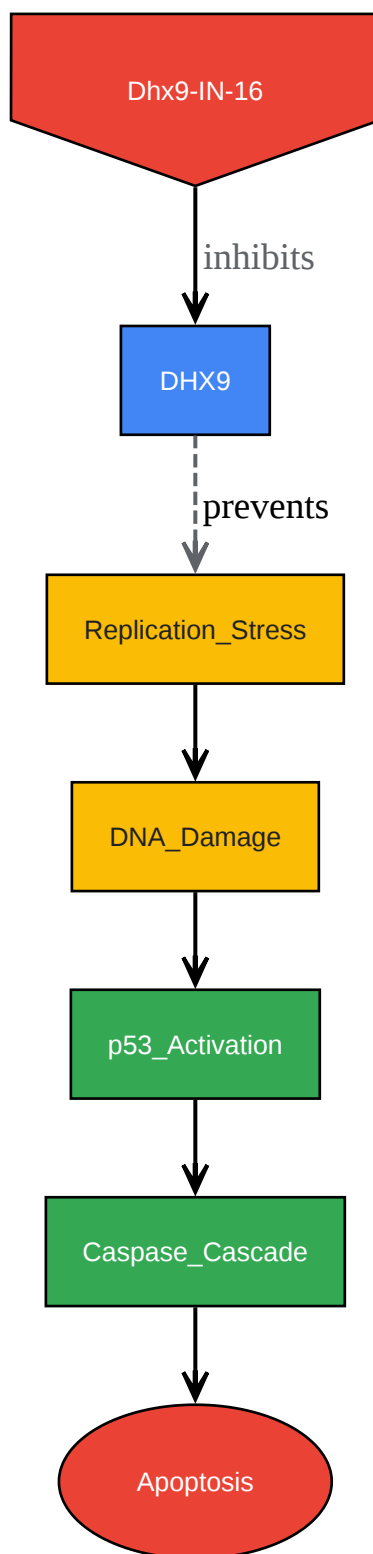 Dhx9-IN-16
inhibits
DHX9
prevents
Replication_Stress
DNA_Damage
p53_Activation
Caspase_Cascade
Apoptosis